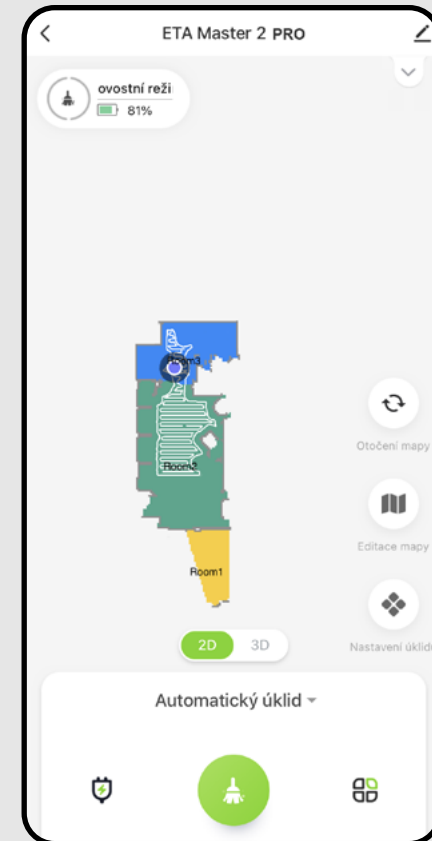 ETA Master 2 PRO
ovostní reži
81%
Room3
Room2
Room1
Otočení mapy
Editace mapy
Nastavení úklidu
2D 3D
Automatický úklid